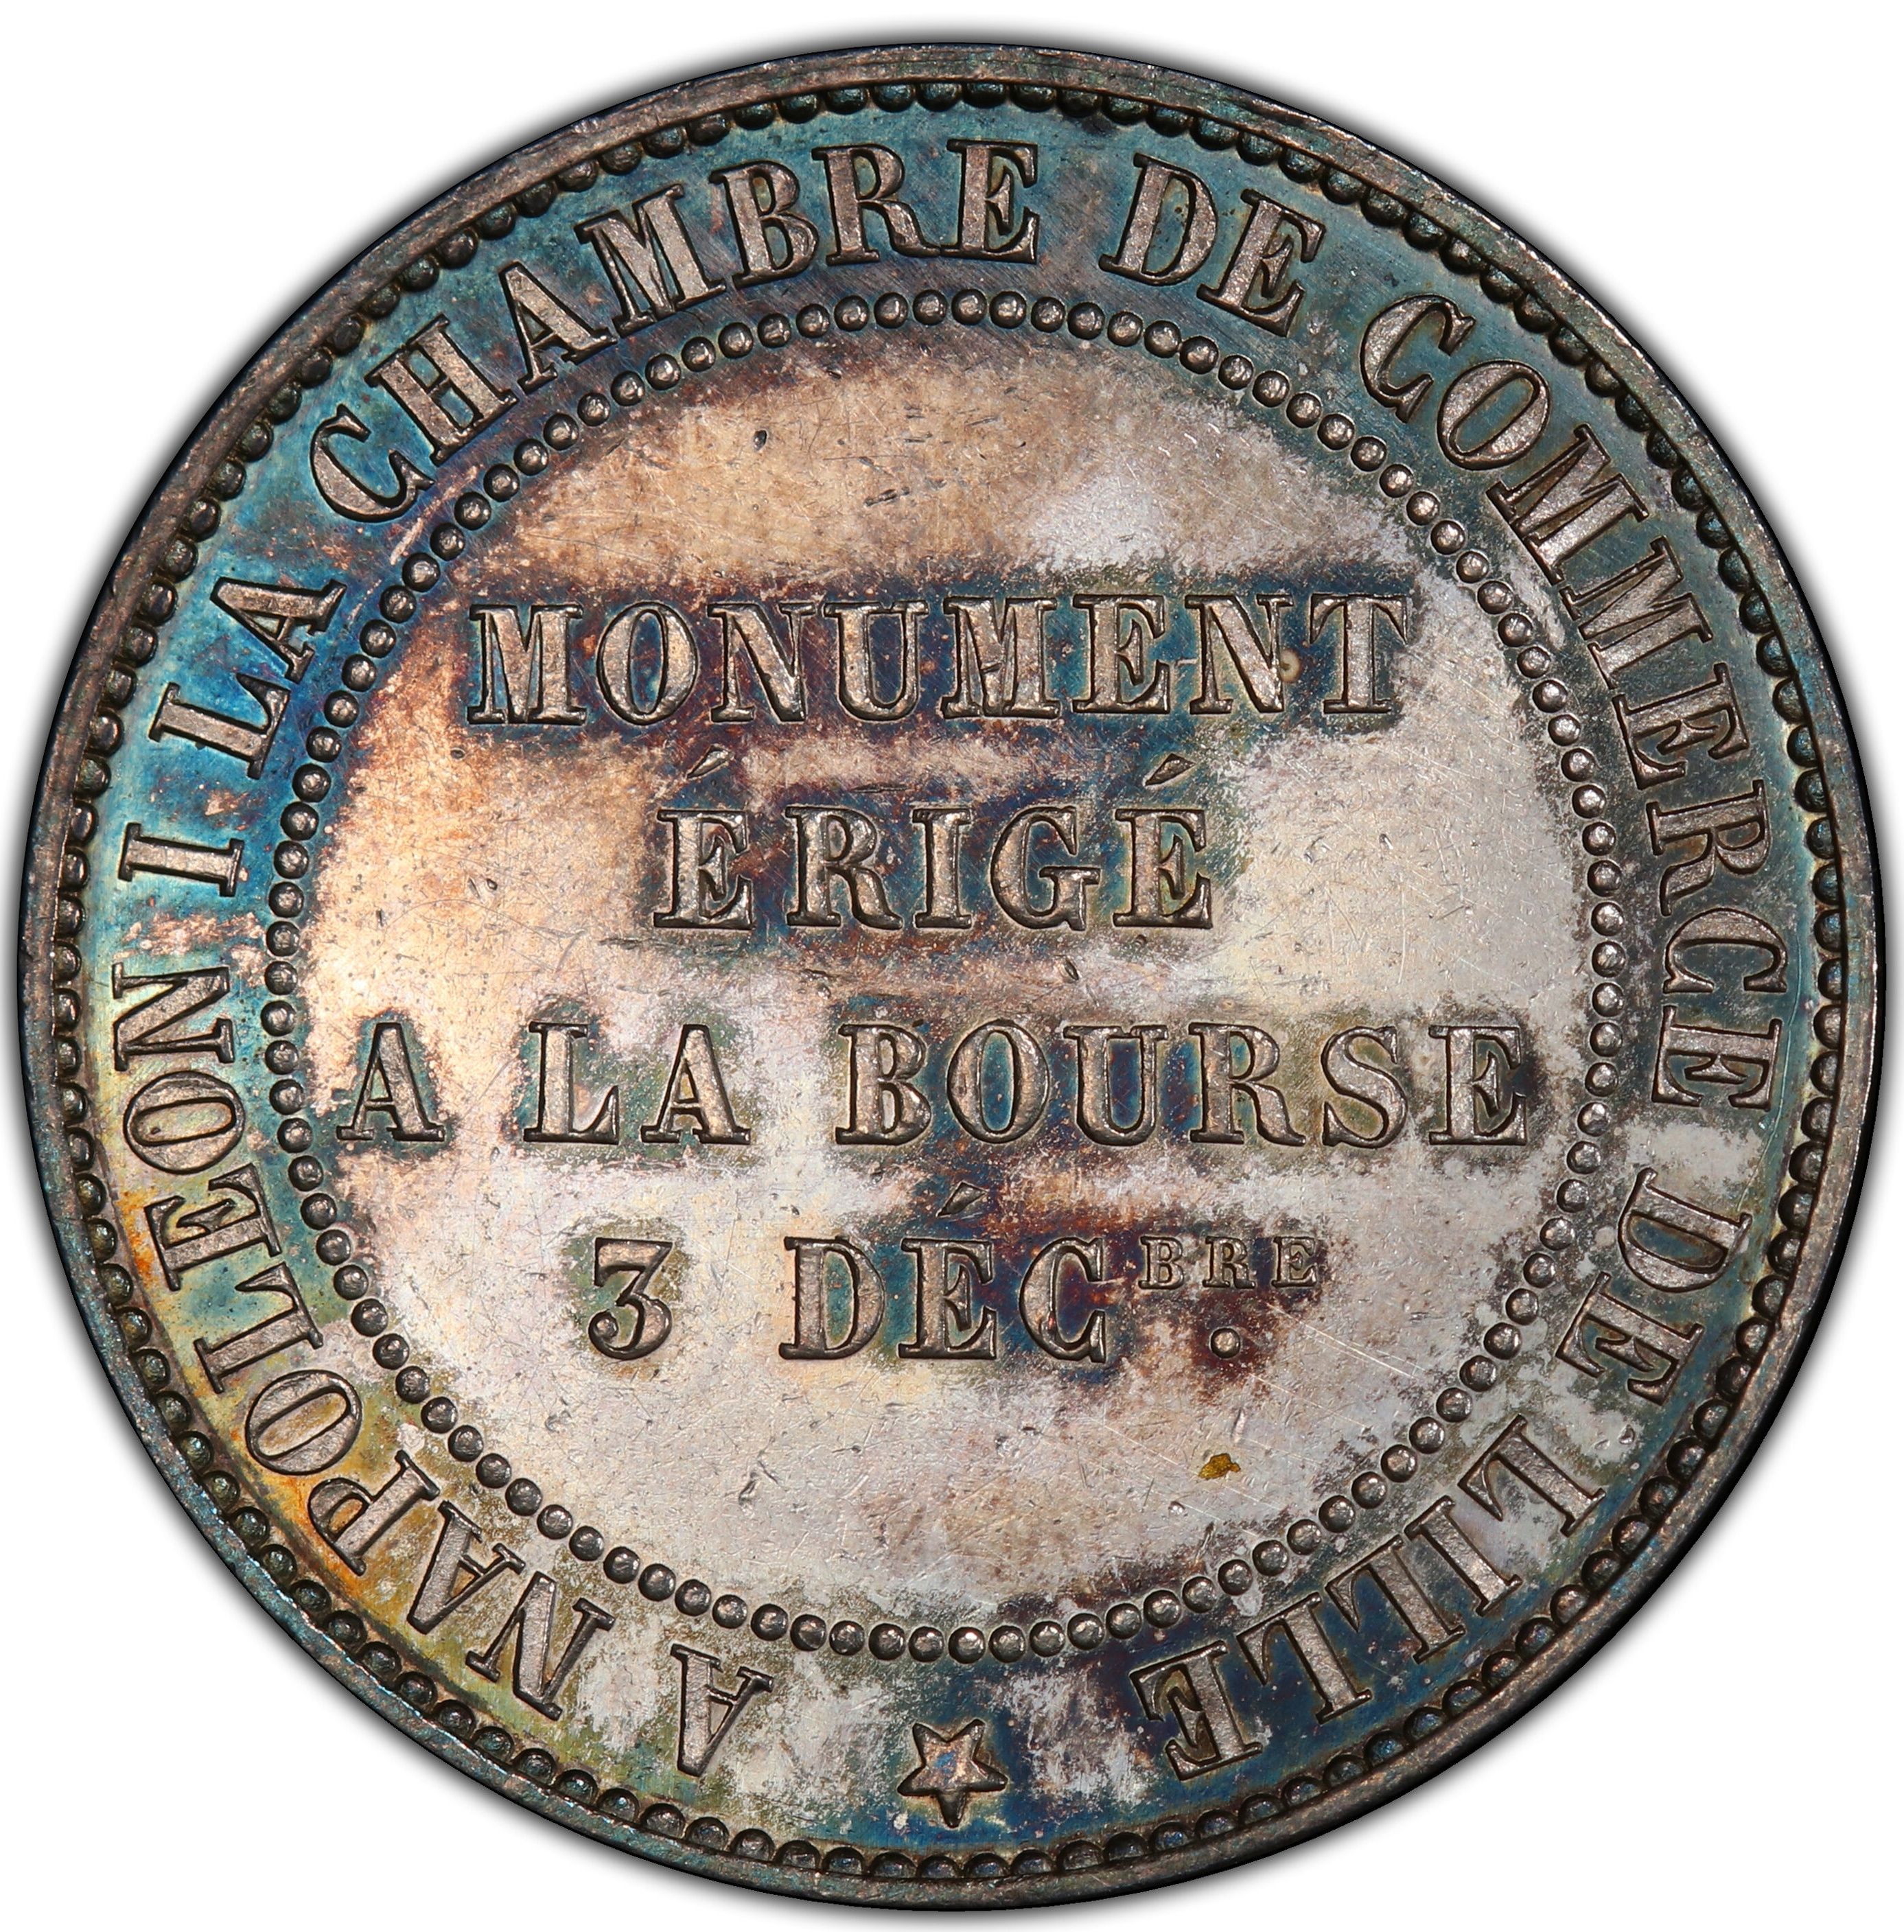 A NAPOLEON I LA CHAMBRE DE COMMERCE DE LILLE
MONUMENT
ÉRIGÉ
A LA BOURSE
3 DÉCBRE.